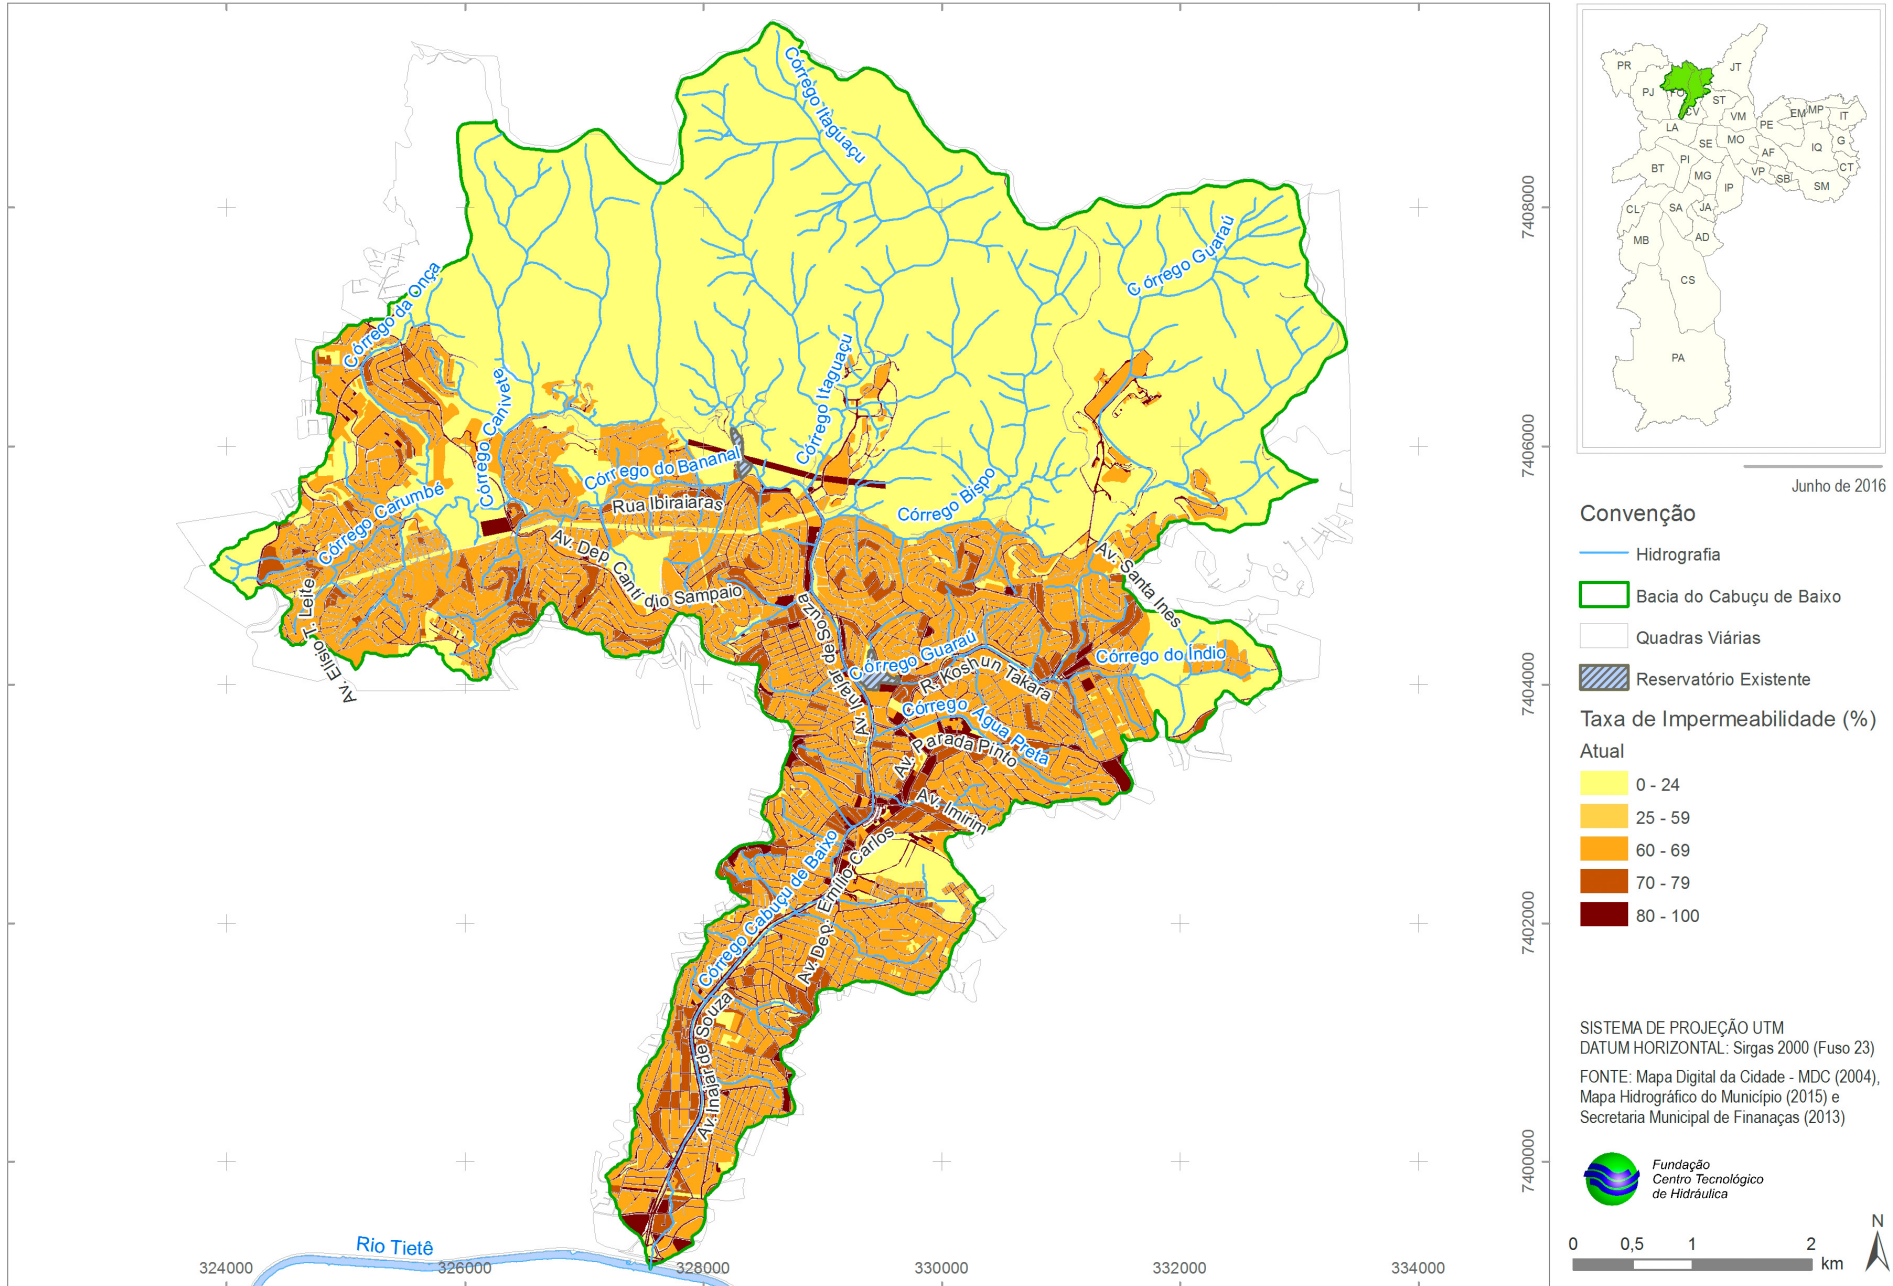 Córrego Itaguaçu
Córrego Guaraú
Córrego da Onça
Córrego Canivete
Córrego Itaguaçu
Córrego do Bananal
Córrego Bispo
Rua Ibiraiaras
Córrego Carumbé
Av. Dep. Cantidio Sampaio
Av. Santa Ines
Av. Elisio T. Leite
Av. Inajar de Souza
Córrego Guaraú
R. Koshun Takara
Córrego do Índio
Córrego Água Preta
Av. Parada Pinto
Av. Imirim
Córrego Cabuçu de Baixo
Av. Dep. Emílio Carlos
Av. Inajar de Souza
Rio Tietê
324000
326000
328000
330000
332000
334000
7408000
7406000
7404000
7402000
7400000
PR
JT
PJ
FO
CV
ST
VM
EM
MP
IT
LA
PE
SE
MO
AF
IQ
G
BT
PI
MG
IP
VP
SB
SM
CT
CL
SA
JA
MB
AD
CS
PA
Junho de 2016
Convenção
Hidrografia
Bacia do Cabuçu de Baixo
Quadras Viárias
Reservatório Existente
Taxa de Impermeabilidade (%)
Atual
0 - 24
25 - 59
60 - 69
70 - 79
80 - 100
SISTEMA DE PROJEÇÃO UTM
DATUM HORIZONTAL: Sirgas 2000 (Fuso 23)
FONTE: Mapa Digital da Cidade - MDC (2004),
Mapa Hidrográfico do Município (2015) e
Secretaria Municipal de Finanaças (2013)
Fundação
Centro Tecnológico
de Hidráulica
N
0 0,5 1 2
km